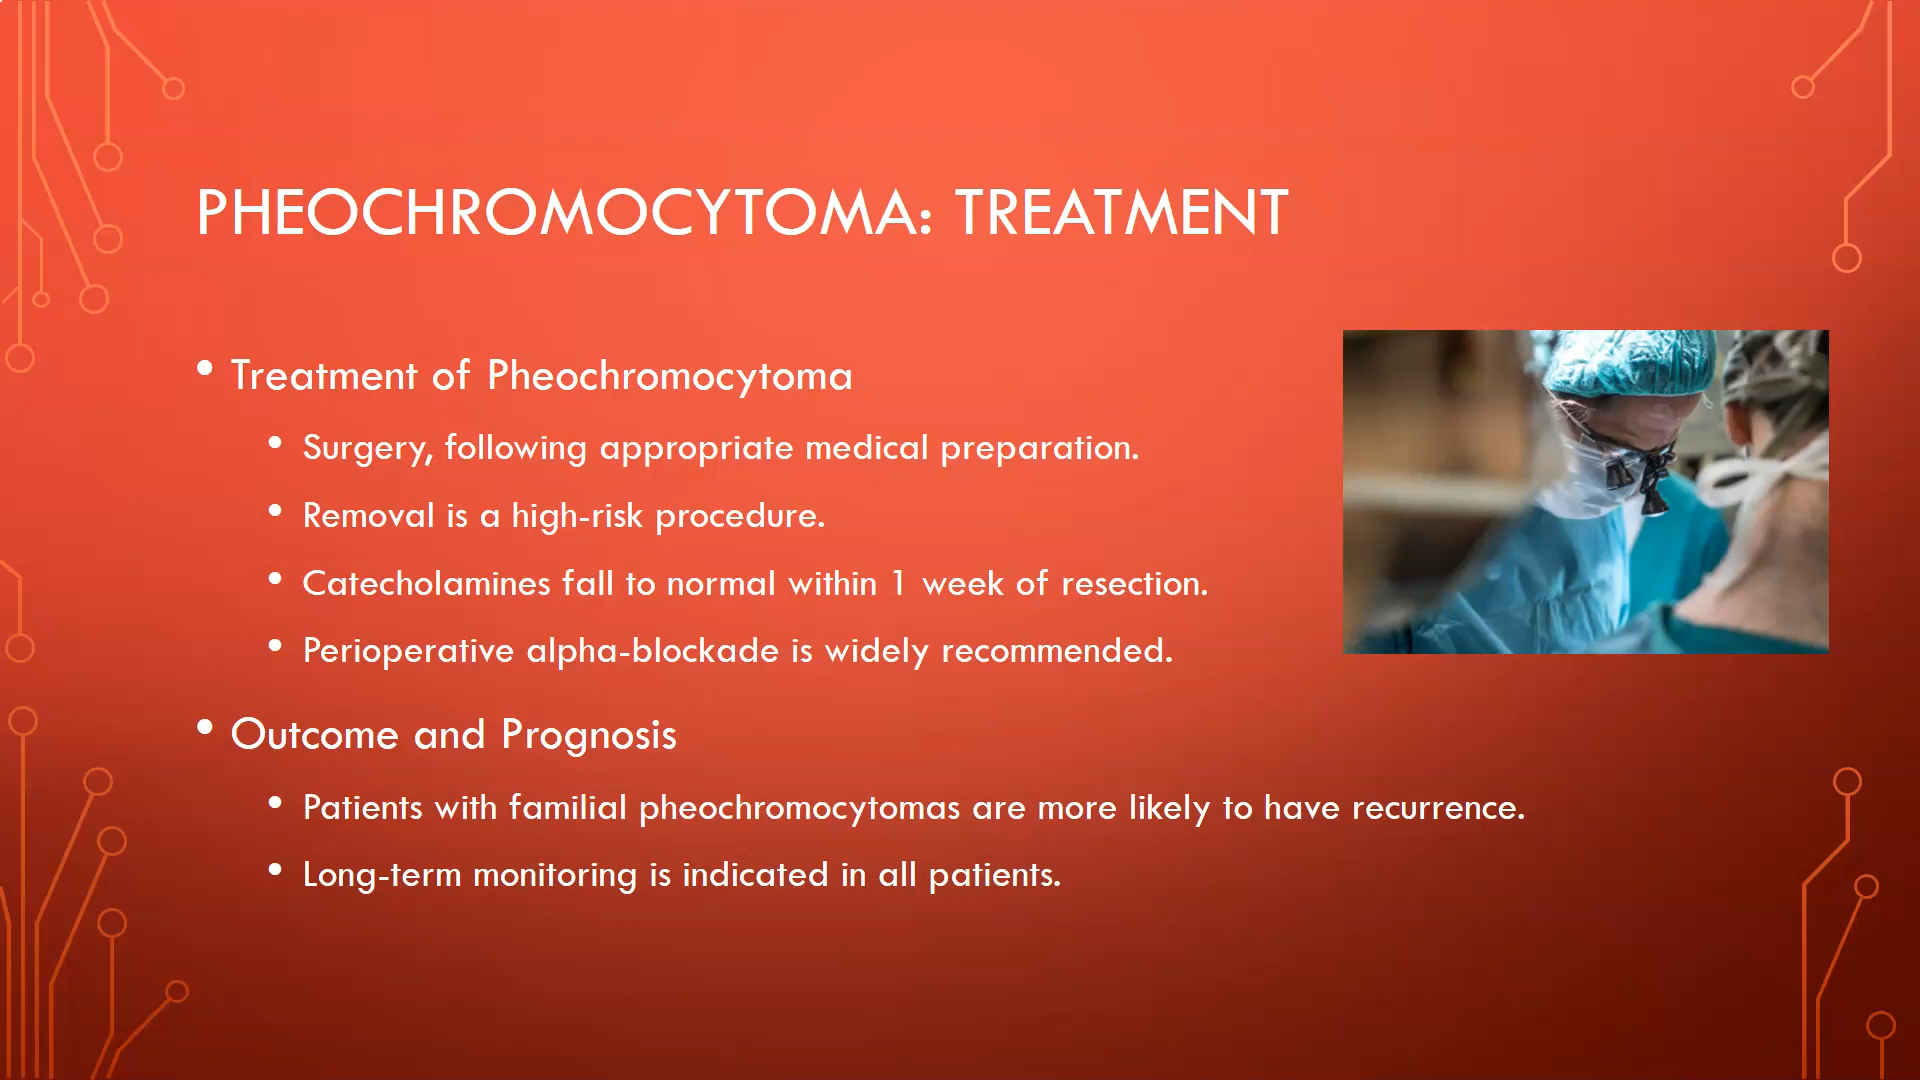 PHEOCHROMOCYTOMA: TREATMENT
• Treatment of Pheochromocytoma
• Surgery, following appropriate medical preparation.
• Removal is a high-risk procedure.
• Catecholamines fall to normal within 1 week of resection.
• Perioperative alpha-blockade is widely recommended.
• Outcome and Prognosis
• Patients with familial pheochromocytomas are more likely to have recurrence.
• Long-term monitoring is indicated in all patients.